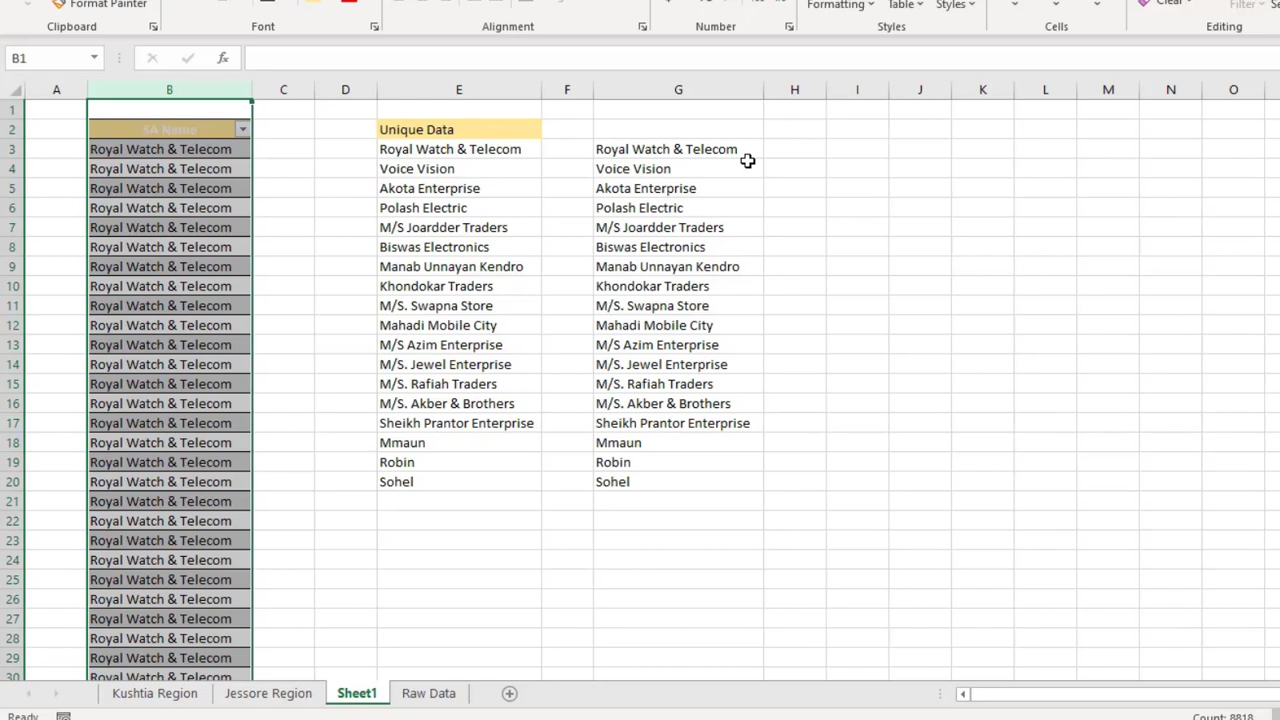 Format Painter Formatting Table Styles Clear Filter
Clipboard Font Alignment Number Styles Cells Editing
B1 fx
A B C D E F G H I J K L M N O
1
2 SA Name Unique Data
3 Royal Watch & Telecom Royal Watch & Telecom Royal Watch & Telecom
4 Royal Watch & Telecom Voice Vision Voice Vision
5 Royal Watch & Telecom Akota Enterprise Akota Enterprise
6 Royal Watch & Telecom Polash Electric Polash Electric
7 Royal Watch & Telecom M/S Joardder Traders M/S Joardder Traders
8 Royal Watch & Telecom Biswas Electronics Biswas Electronics
9 Royal Watch & Telecom Manab Unnayan Kendro Manab Unnayan Kendro
10 Royal Watch & Telecom Khondokar Traders Khondokar Traders
11 Royal Watch & Telecom M/S. Swapna Store M/S. Swapna Store
12 Royal Watch & Telecom Mahadi Mobile City Mahadi Mobile City
13 Royal Watch & Telecom M/S Azim Enterprise M/S Azim Enterprise
14 Royal Watch & Telecom M/S. Jewel Enterprise M/S. Jewel Enterprise
15 Royal Watch & Telecom M/S. Rafiah Traders M/S. Rafiah Traders
16 Royal Watch & Telecom M/S. Akber & Brothers M/S. Akber & Brothers
17 Royal Watch & Telecom Sheikh Prantor Enterprise Sheikh Prantor Enterprise
18 Royal Watch & Telecom Mmaun Mmaun
19 Royal Watch & Telecom Robin Robin
20 Royal Watch & Telecom Sohel Sohel
21 Royal Watch & Telecom
22 Royal Watch & Telecom
23 Royal Watch & Telecom
24 Royal Watch & Telecom
25 Royal Watch & Telecom
26 Royal Watch & Telecom
27 Royal Watch & Telecom
28 Royal Watch & Telecom
29 Royal Watch & Telecom
30 Royal Watch & Telecom
Kushtia Region Jessore Region Sheet1 Raw Data
Ready Count: 8818